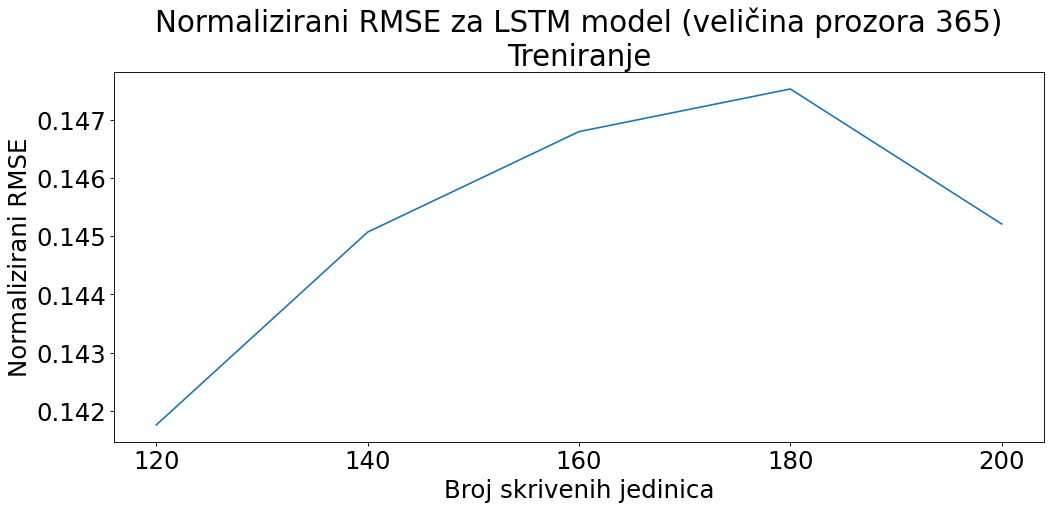 Normalizirani RMSE za LSTM model (veličina prozora 365)
Treniranje
Normalizirani RMSE
0.147
0.146
0.145
0.144
0.143
0.142
120 140 160 180 200
Broj skrivenih jedinica